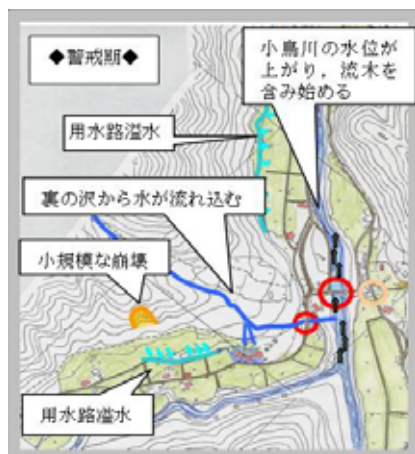 ◆警戒期◆
小鳥川の水位が
上がり，流木を
含み始める
用水路溢水
裏の沢から水が流れ込む
小規模な崩壊
用水路溢水